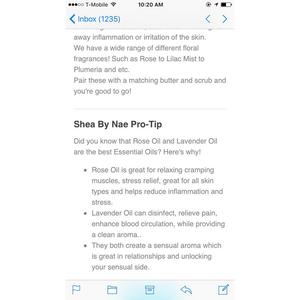 T-Mobile 10:20 AM
Inbox (1235)
away inflammation or irritation of the skin.
We have a wide range of different floral
fragrances! Such as Rose to Lilac Mist to
Plumeria and etc.
Pair these with a matching butter and scrub and
you're good to go!
Shea By Nae Pro-Tip
Did you know that Rose Oil and Lavender Oil
are the best Essential Oils? Here's why!
• Rose Oil is great for relaxing cramping
muscles, stress relief, great for all skin
types and helps reduce inflammation and
stress.
• Lavender Oil can disinfect, relieve pain,
enhance blood circulation, while providing
a clean aroma..
• They both create a sensual aroma which
is great in relationships and unlocking
your sensual side.